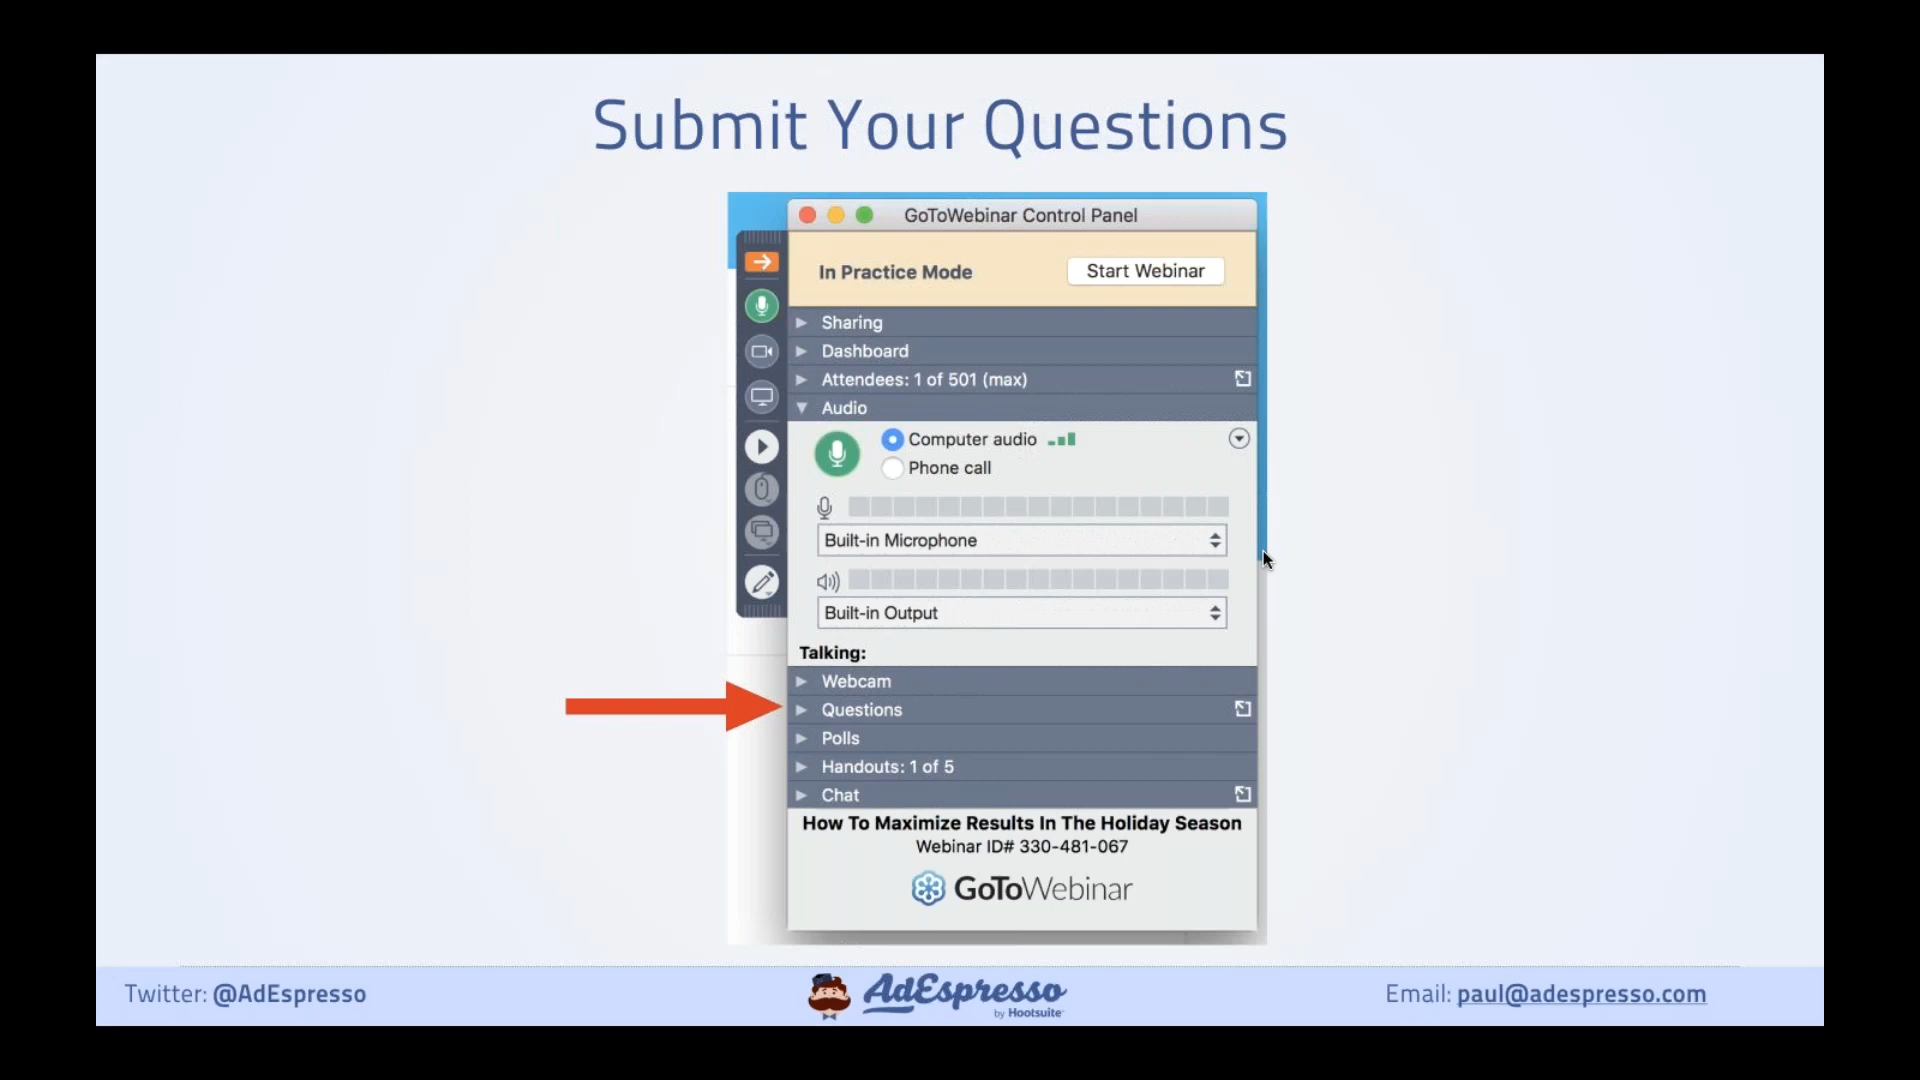 Submit Your Questions
GoToWebinar Control Panel
In Practice Mode
Start Webinar
Sharing
Dashboard
Attendees: 1 of 501 (max)
Audio
Computer audio
Phone call
Built-in Microphone
Built-in Output
Talking:
Webcam
Questions
Polls
Handouts: 1 of 5
Chat
How To Maximize Results In The Holiday Season
Webinar ID# 330-481-067
GoToWebinar
Twitter: @AdEspresso
AdEspresso
by Hootsuite
Email: paul@adespresso.com